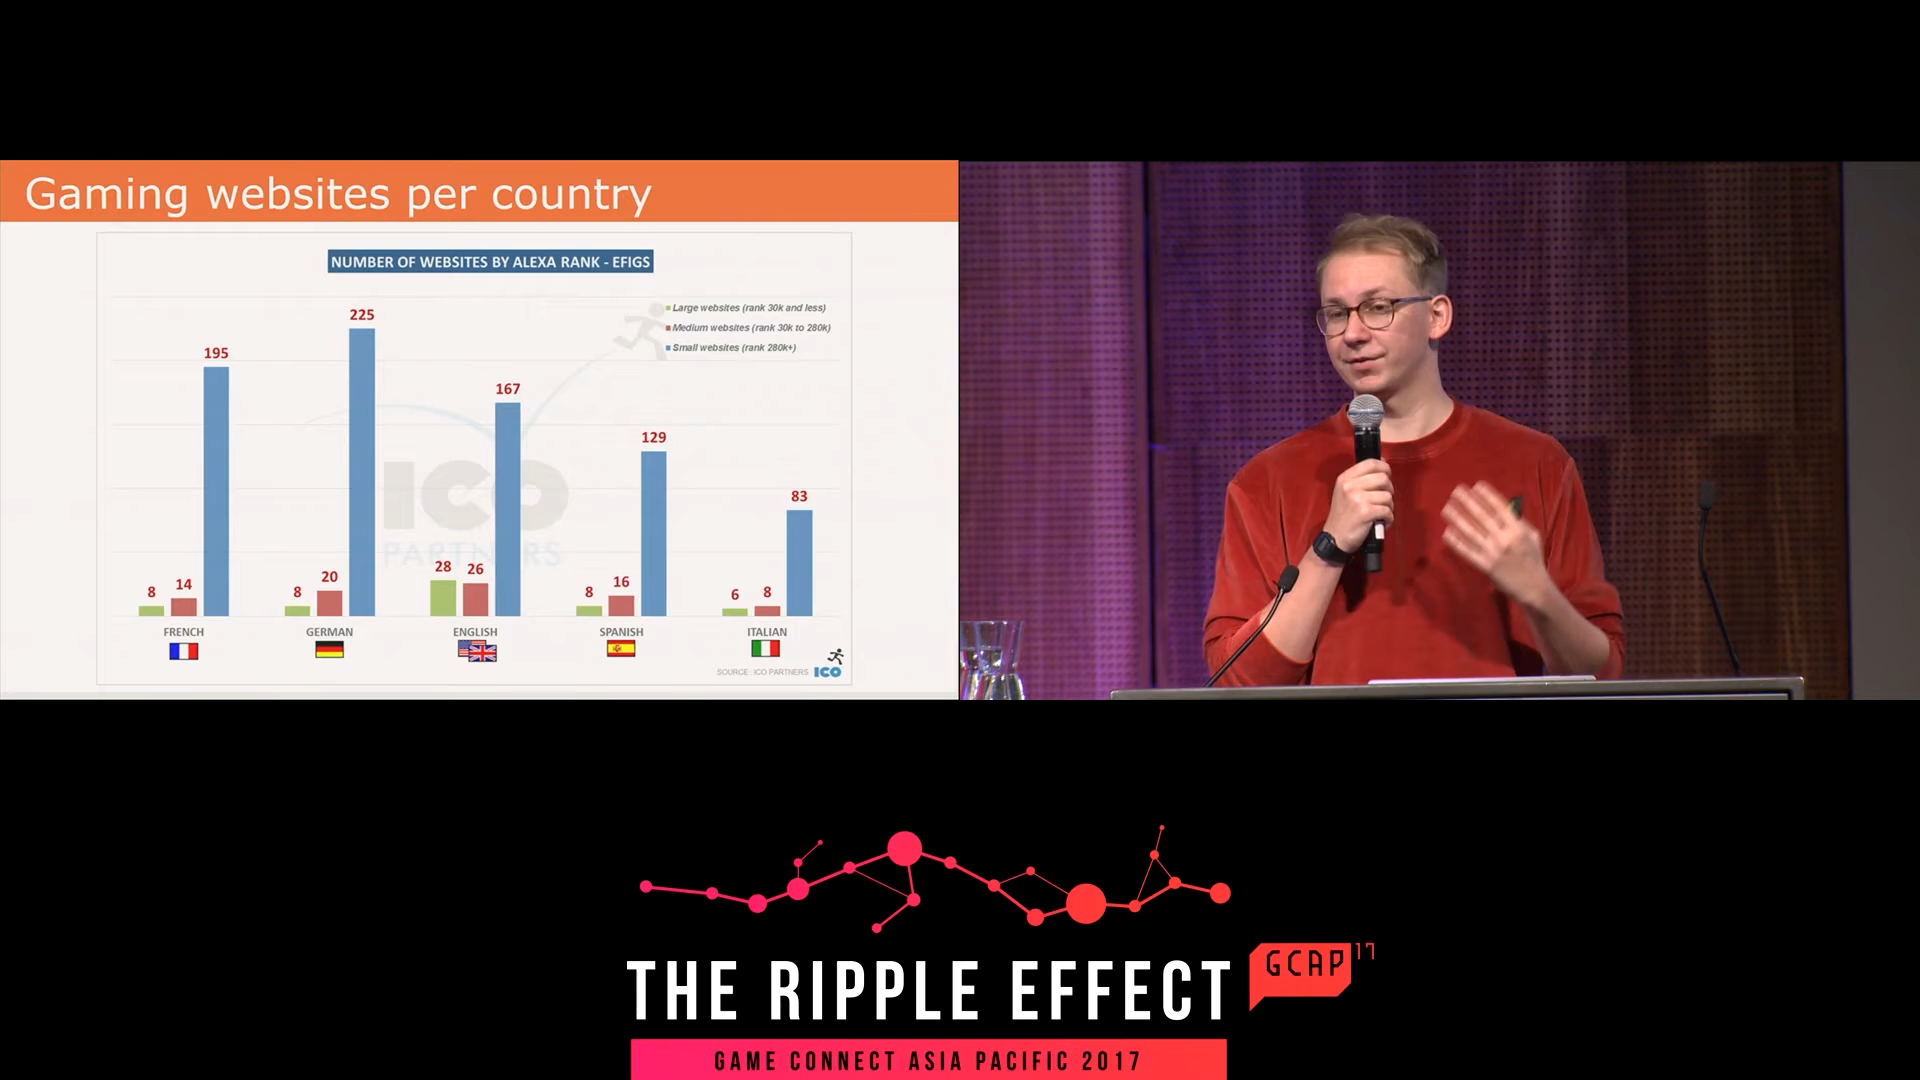 Gaming websites per country
NUMBER OF WEBSITES BY ALEXA RANK - EFIGS
Large websites (rank 30k and less)
Medium websites (rank 30k to 280k)
Small websites (rank 280k+)
195
225
167
129
83
8
14
8
20
28
26
8
16
6
8
ICO
PARTNERS
FRENCH
GERMAN
ENGLISH
SPANISH
ITALIAN
SOURCE : ICO PARTNERS
ICO
THE RIPPLE EFFECT
GCAP 17
GAME CONNECT ASIA PACIFIC 2017